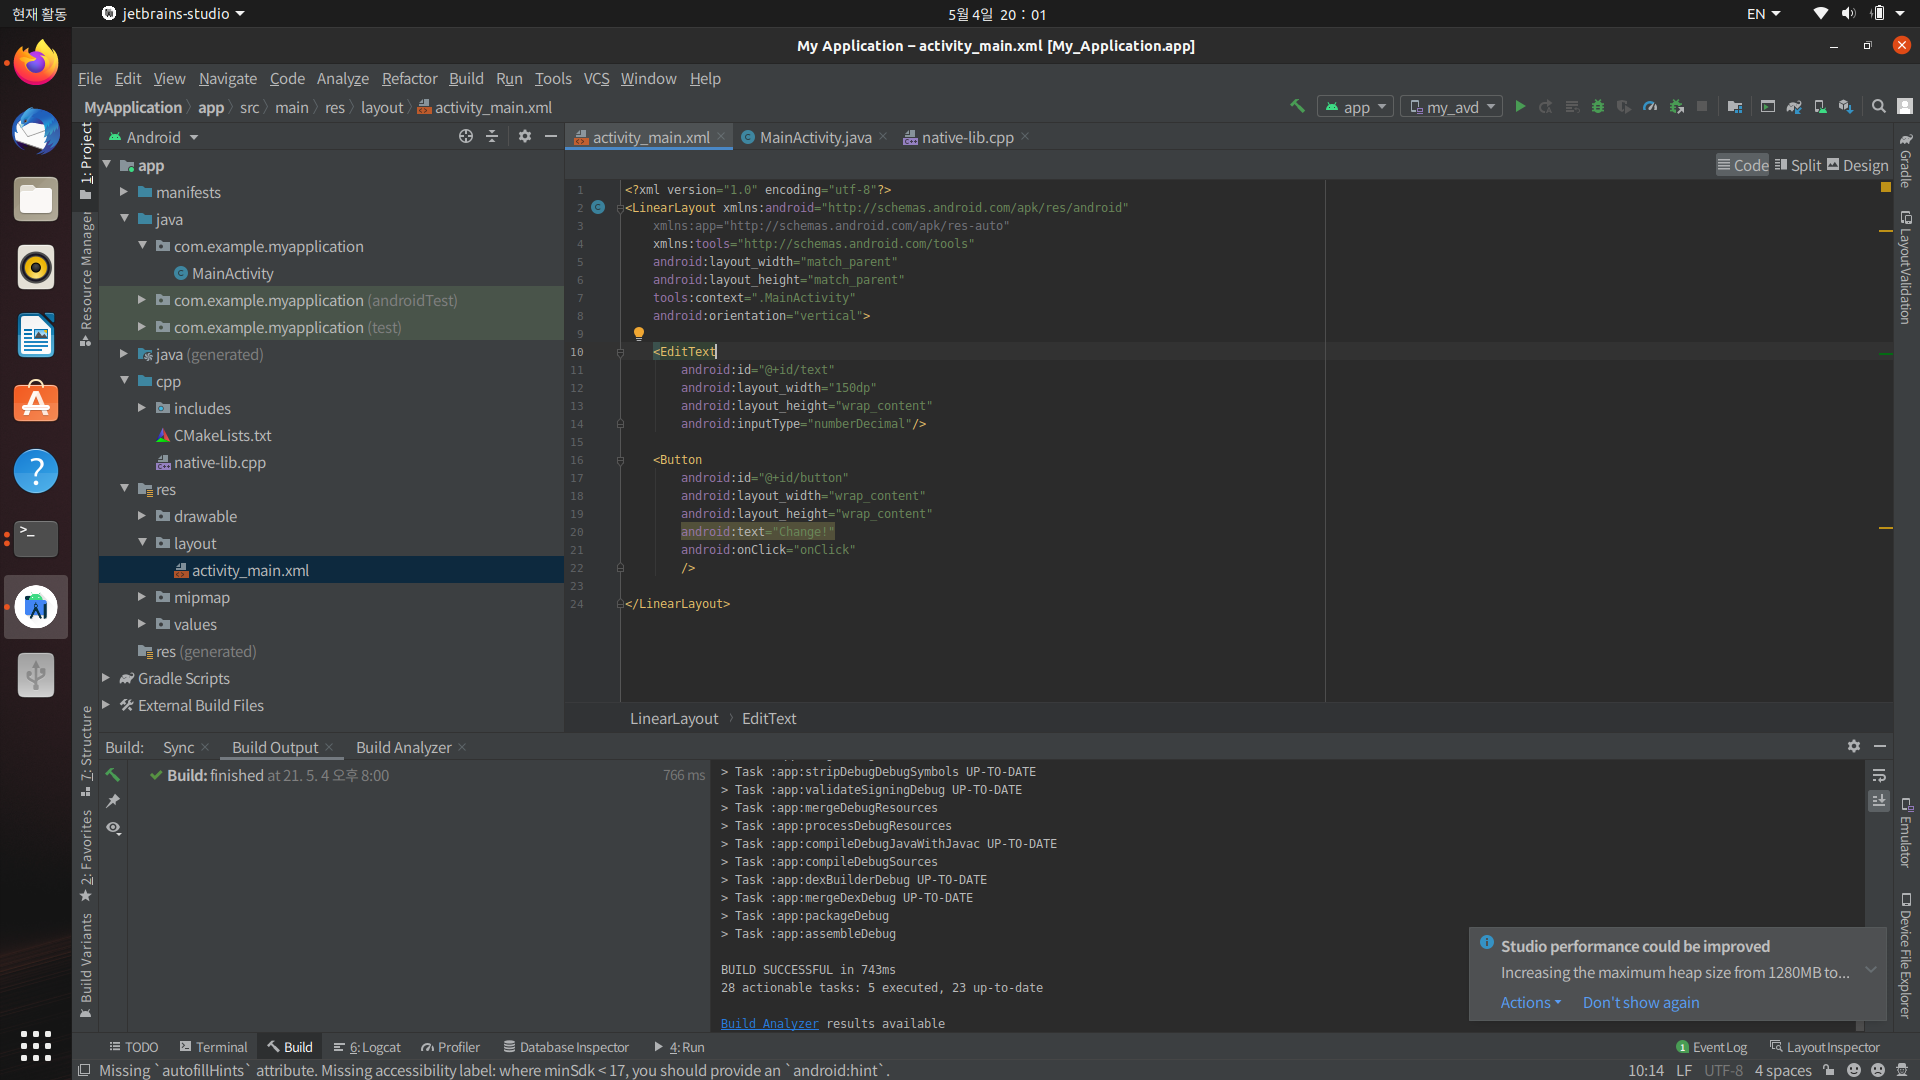 현재 활동
jetbrains-studio
5월 4일 20 : 01
EN
My Application – activity_main.xml [My_Application.app]
File Edit View Navigate Code Analyze Refactor Build Run Tools VCS Window Help
MyApplication app src main res layout activity_main.xml
app
my_avd
1: Project
Resource Manager
7: Structure
2: Favorites
Build Variants
Android
app
manifests
java
com.example.myapplication
MainActivity
com.example.myapplication (androidTest)
com.example.myapplication (test)
java (generated)
cpp
includes
CMakeLists.txt
native-lib.cpp
res
drawable
layout
activity_main.xml
mipmap
values
res (generated)
Gradle Scripts
External Build Files
activity_main.xml MainActivity.java native-lib.cpp
Code Split Design
1 <?xml version="1.0" encoding="utf-8"?>
2 <LinearLayout xmlns:android="http://schemas.android.com/apk/res/android"
3 xmlns:app="http://schemas.android.com/apk/res-auto"
4 xmlns:tools="http://schemas.android.com/tools"
5 android:layout_width="match_parent"
6 android:layout_height="match_parent"
7 tools:context=".MainActivity"
8 android:orientation="vertical">
9
10 <EditText
11 android:id="@+id/text"
12 android:layout_width="150dp"
13 android:layout_height="wrap_content"
14 android:inputType="numberDecimal"/>
15
16 <Button
17 android:id="@+id/button"
18 android:layout_width="wrap_content"
19 android:layout_height="wrap_content"
20 android:text="Change!"
21 android:onClick="onClick"
22 />
23
24 </LinearLayout>
LinearLayout EditText
Gradle
Layout Validation
Emulator
Device File Explorer
Build: Sync Build Output Build Analyzer
Build: finished at 21. 5. 4 오후 8:00 766 ms
> Task :app:stripDebugDebugSymbols UP-TO-DATE
> Task :app:validateSigningDebug UP-TO-DATE
> Task :app:mergeDebugResources
> Task :app:processDebugResources
> Task :app:compileDebugJavaWithJavac UP-TO-DATE
> Task :app:compileDebugSources
> Task :app:dexBuilderDebug UP-TO-DATE
> Task :app:mergeDexDebug UP-TO-DATE
> Task :app:packageDebug
> Task :app:assembleDebug
BUILD SUCCESSFUL in 743ms
28 actionable tasks: 5 executed, 23 up-to-date
Build Analyzer results available
Studio performance could be improved
Increasing the maximum heap size from 1280MB to...
Actions Don't show again
TODO Terminal Build 6: Logcat Profiler Database Inspector 4: Run
1 Event Log Layout Inspector
Missing `autofillHints` attribute. Missing accessibility label: where minSdk < 17, you should provide an `android:hint`.
10:14 LF UTF-8 4 spaces